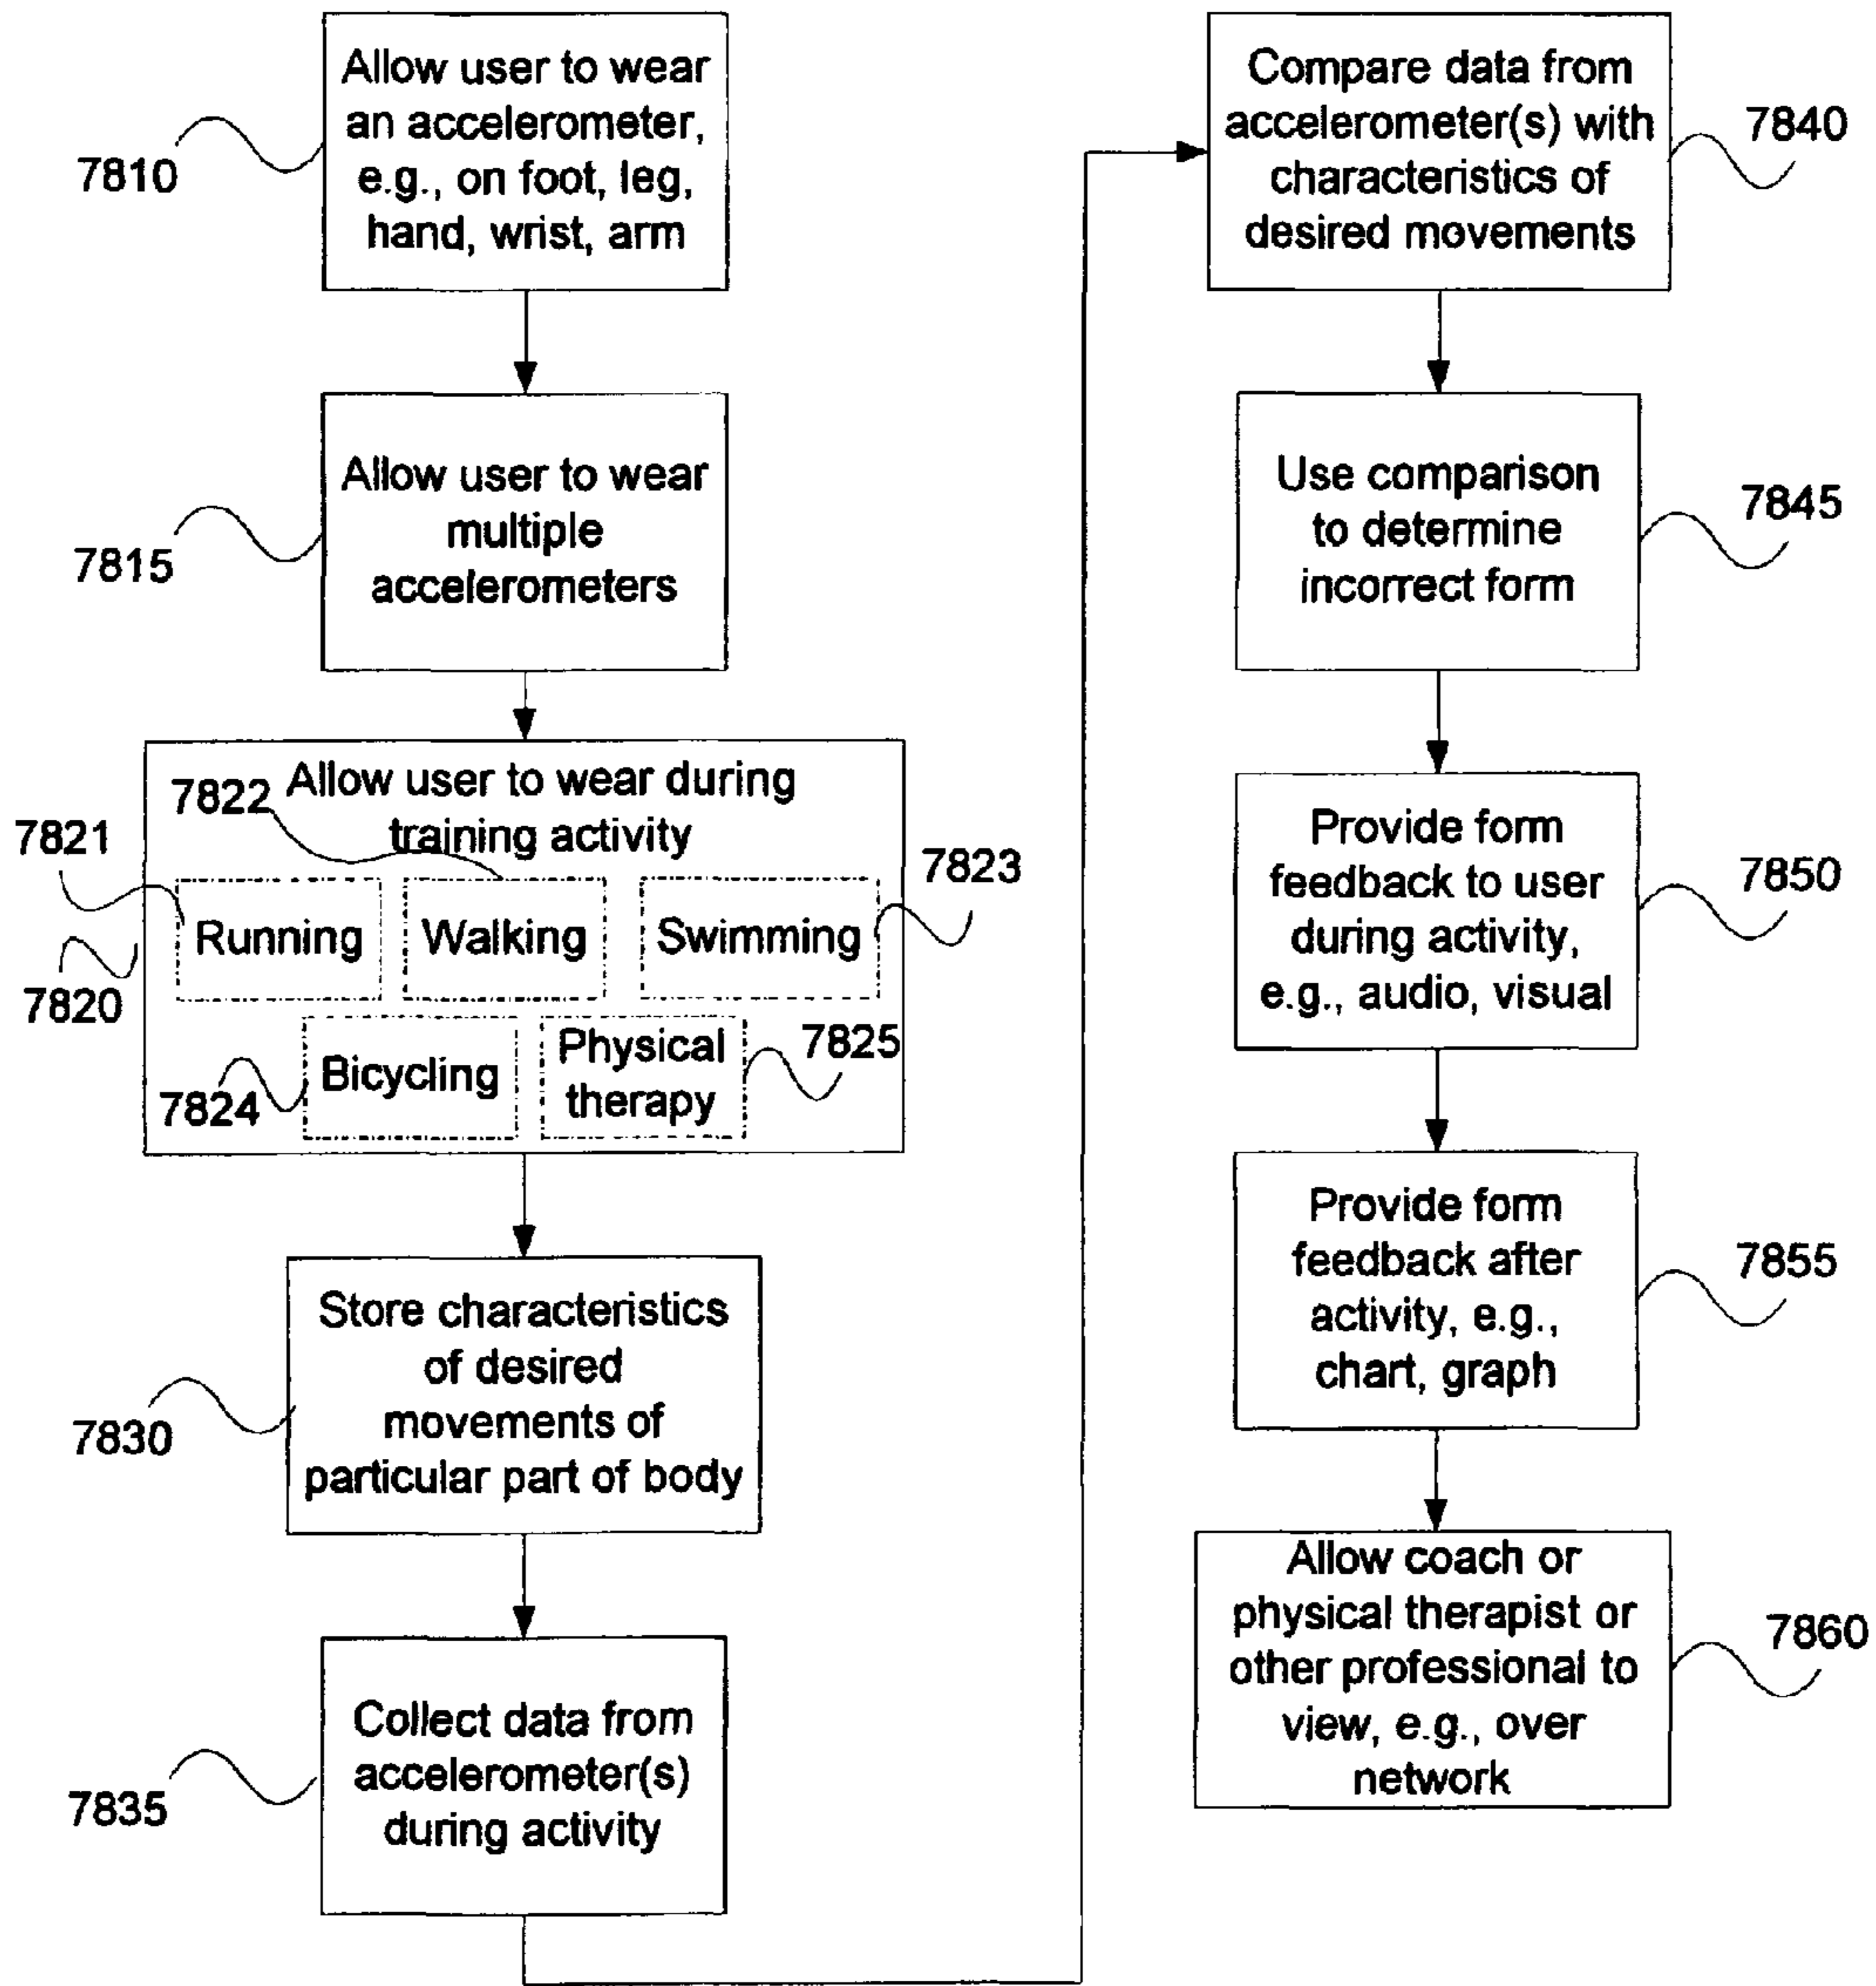 Allow user to wear
an accelerometer,
e.g., on foot, leg,
hand, wrist, arm
7810
Allow user to wear
multiple
accelerometers
7815
Allow user to wear during
training activity
7822
7821
7823
Running
Walking
Swimming
7820
Bicycling
Physical
therapy
7825
7824
Store characteristics
of desired
movements of
particular part of body
7830
Collect data from
accelerometer(s)
during activity
7835
Compare data from
accelerometer(s) with
characteristics of
desired movements
7840
Use comparison
to determine
incorrect form
7845
Provide form
feedback to user
during activity,
e.g., audio, visual
7850
Provide form
feedback after
activity, e.g.,
chart, graph
7855
Allow coach or
physical therapist or
other professional to
view, e.g., over
network
7860